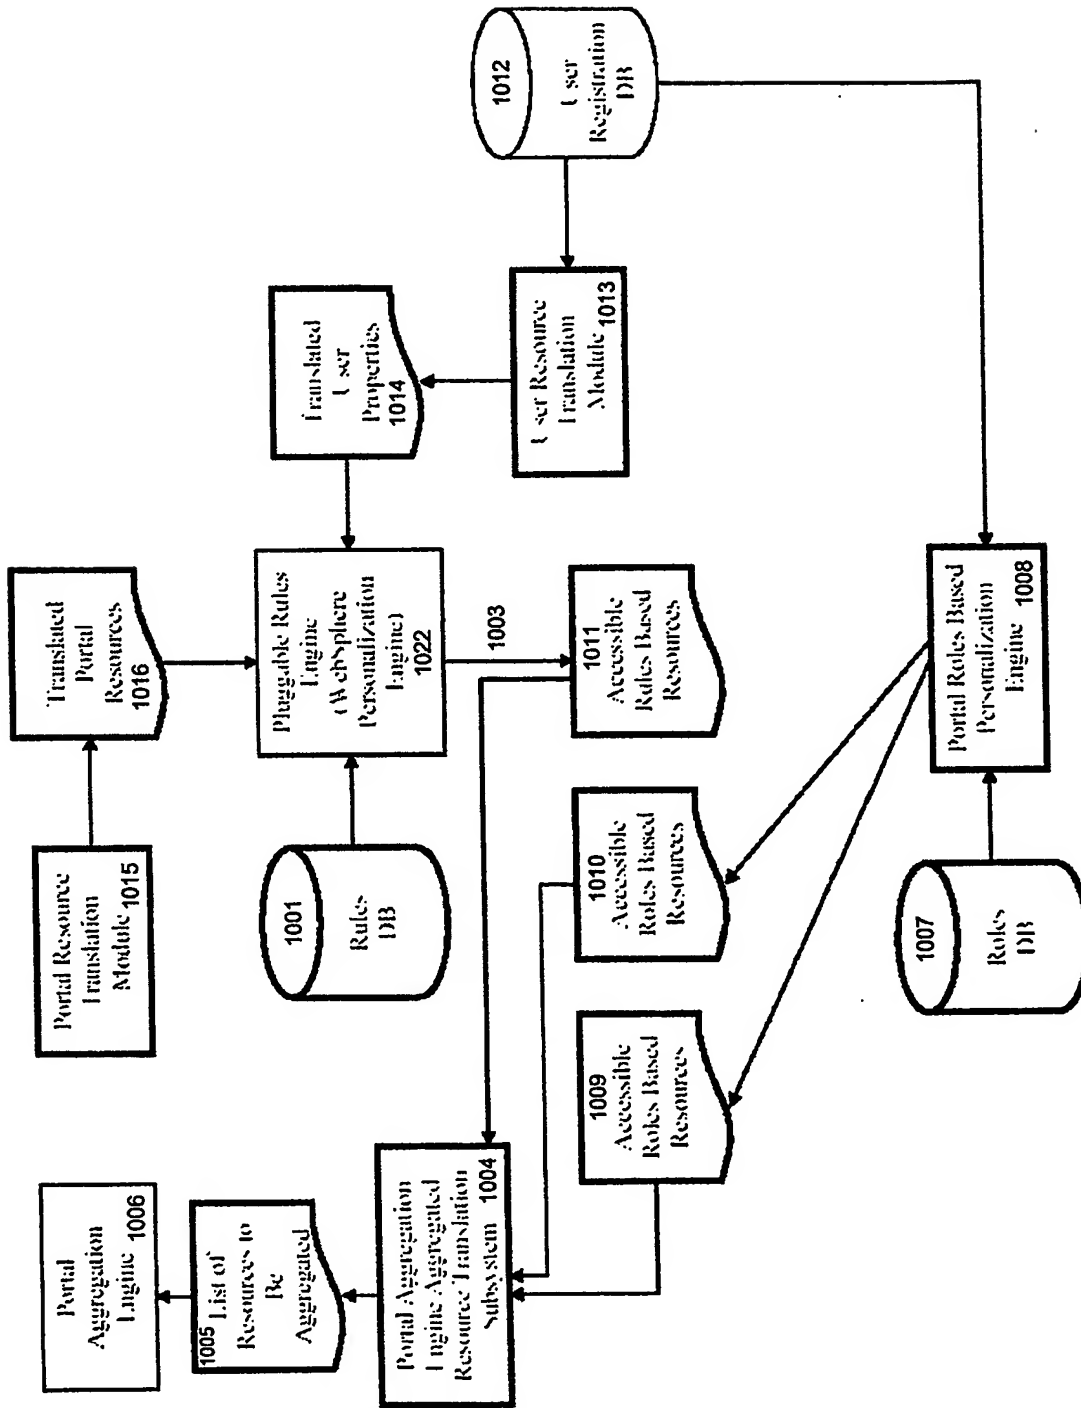 Portal
Aggregation
Engine 1006
1005 List of
Resources to
Be
Aggregated
Portal Aggregation
Engine Aggregated
Resource Translation
Subsystem 1004
Portal Resource
Translation
Module 1015
Translated
Portal
Resources
1016
1001
Rules
DB
Pluggable Rules
Engine
(WebSphere
Personalization
Engine)
1022
Translated
User
Properties
1014
1003
1009
Accessible
Roles Based
Resources
1010
Accessible
Roles Based
Resources
1011
Accessible
Rules Based
Resources
User Resource
Translation
Module 1013
1012
User
Registration
DB
1007
Roles
DB
Portal Roles Based
Personalization
Engine 1008